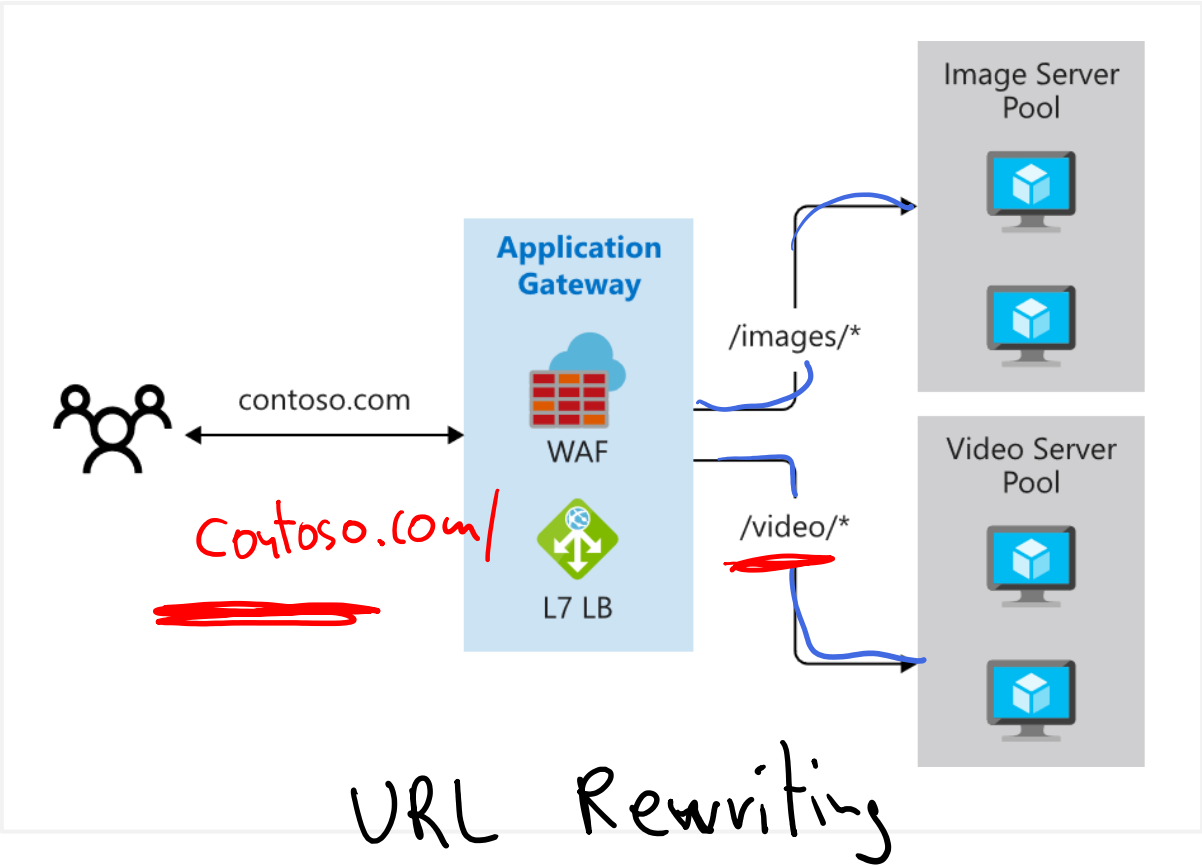 Image Server
Pool
Application
Gateway
/images/*
contoso.com
WAF
Video Server
Pool
contoso.com/
/video/*
L7 LB
URL Rewriting